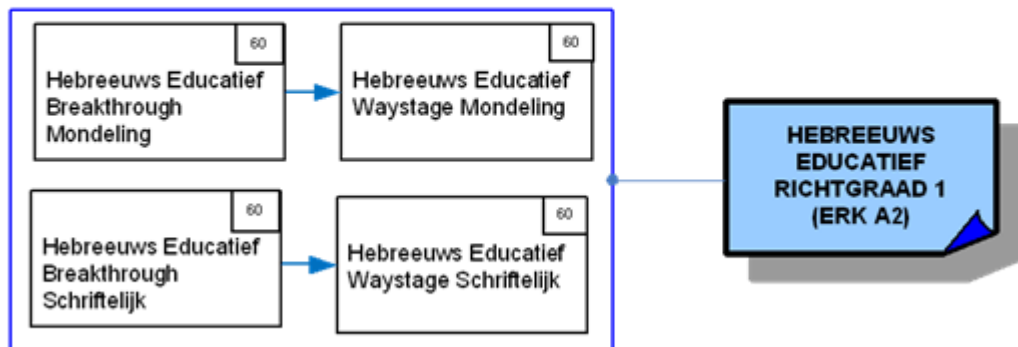 60
Hebreeuws Educatief
Breakthrough
Mondeling
60
Hebreeuws Educatief
Waystage Mondeling
60
Hebreeuws Educatief
Breakthrough
Schriftelijk
60
Hebreeuws Educatief
Waystage Schriftelijk
HEBREEUWS
EDUCATIEF
RICHTGRAAD 1
(ERK A2)